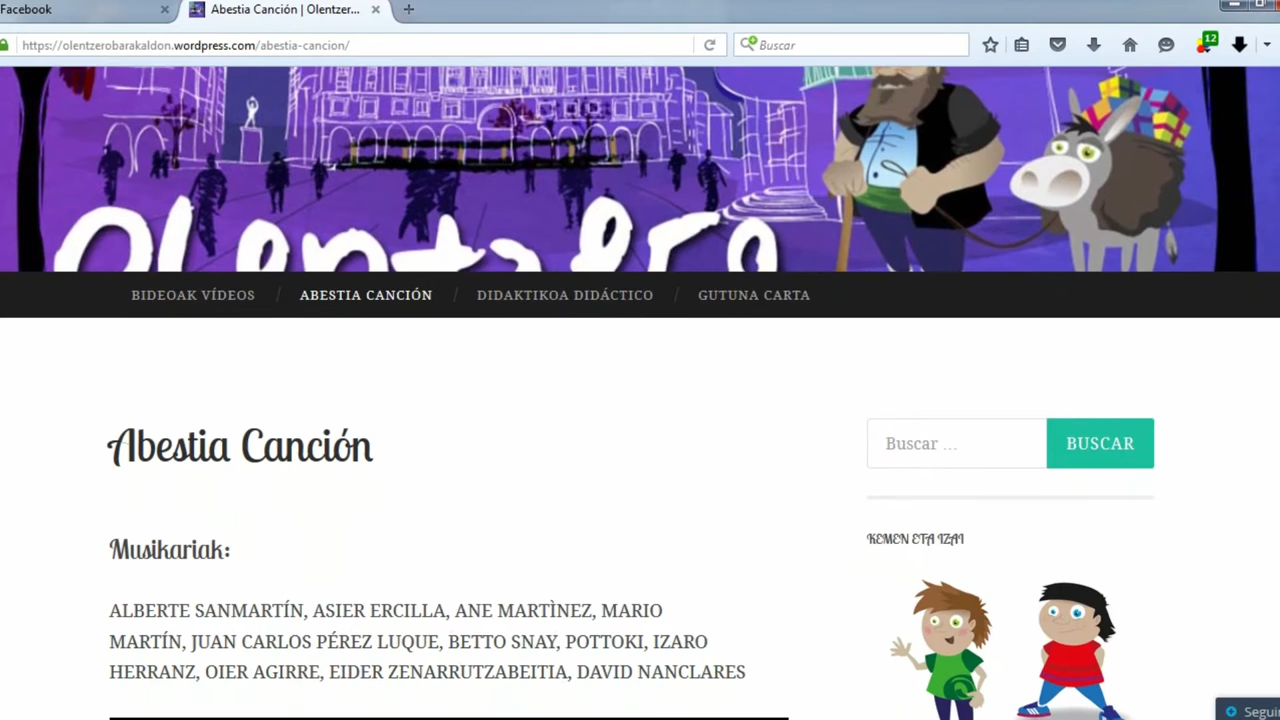 Facebook
Abestia Canción | Olentzer...
https://olentzerobarakaldon.wordpress.com/abestia-cancion/
Buscar
12
Olentzero
BIDEOAK VÍDEOS / ABESTIA CANCIÓN / DIDAKTIKOA DIDÁCTICO / GUTUNA CARTA
Abestia Canción
Buscar ...
BUSCAR
Musikariak:
KEMEN ETA IZAI
ALBERTE SANMARTÍN, ASIER ERCILLA, ANE MARTÌNEZ, MARIO
MARTÍN, JUAN CARLOS PÉREZ LUQUE, BETTO SNAY, POTTOKI, IZARO
HERRANZ, OIER AGIRRE, EIDER ZENARRUTZABEITIA, DAVID NANCLARES
Segui